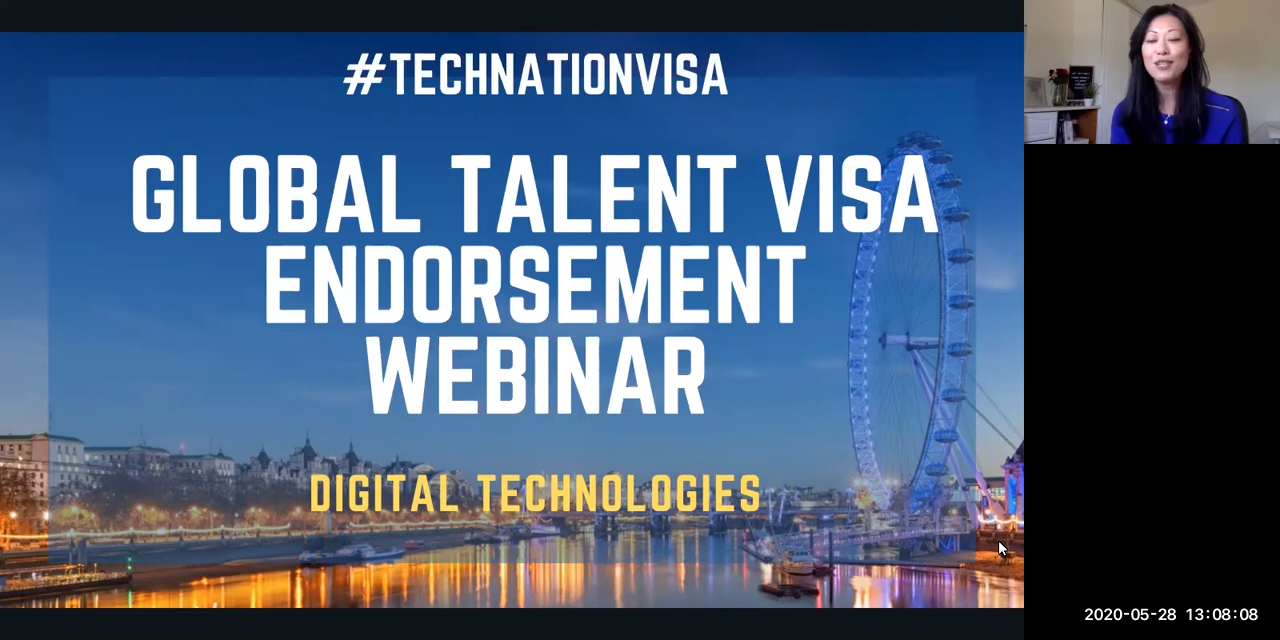 #TECHNATIONVISA
GLOBAL TALENT VISA
ENDORSEMENT
WEBINAR
DIGITAL TECHNOLOGIES
2020-05-28 13:08:08